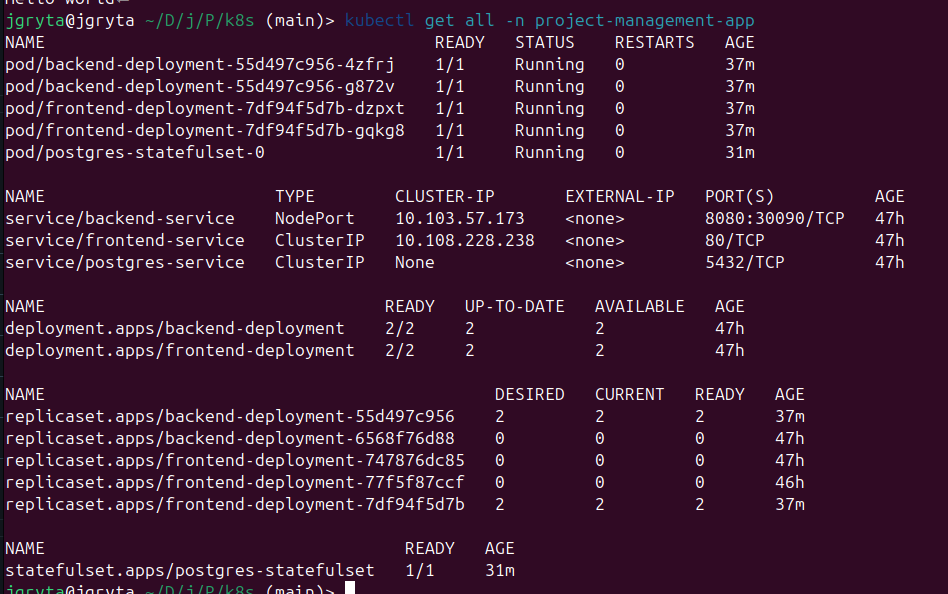 Hello world
jgryta@jgryta ~/D/j/P/k8s (main)> kubectl get all -n project-management-app
NAME READY STATUS RESTARTS AGE
pod/backend-deployment-55d497c956-4zfrj 1/1 Running 0 37m
pod/backend-deployment-55d497c956-g872v 1/1 Running 0 37m
pod/frontend-deployment-7df94f5d7b-dzpxt 1/1 Running 0 37m
pod/frontend-deployment-7df94f5d7b-gqkg8 1/1 Running 0 37m
pod/postgres-statefulset-0 1/1 Running 0 31m
NAME TYPE CLUSTER-IP EXTERNAL-IP PORT(S) AGE
service/backend-service NodePort 10.103.57.173 <none> 8080:30090/TCP 47h
service/frontend-service ClusterIP 10.108.228.238 <none> 80/TCP 47h
service/postgres-service ClusterIP None <none> 5432/TCP 47h
NAME READY UP-TO-DATE AVAILABLE AGE
deployment.apps/backend-deployment 2/2 2 2 47h
deployment.apps/frontend-deployment 2/2 2 2 47h
NAME DESIRED CURRENT READY AGE
replicaset.apps/backend-deployment-55d497c956 2 2 2 37m
replicaset.apps/backend-deployment-6568f76d88 0 0 0 47h
replicaset.apps/frontend-deployment-747876dc85 0 0 0 47h
replicaset.apps/frontend-deployment-77f5f87ccf 0 0 0 46h
replicaset.apps/frontend-deployment-7df94f5d7b 2 2 2 37m
NAME READY AGE
statefulset.apps/postgres-statefulset 1/1 31m
jgryta@jgryta ~/D/j/P/k8s (main)>